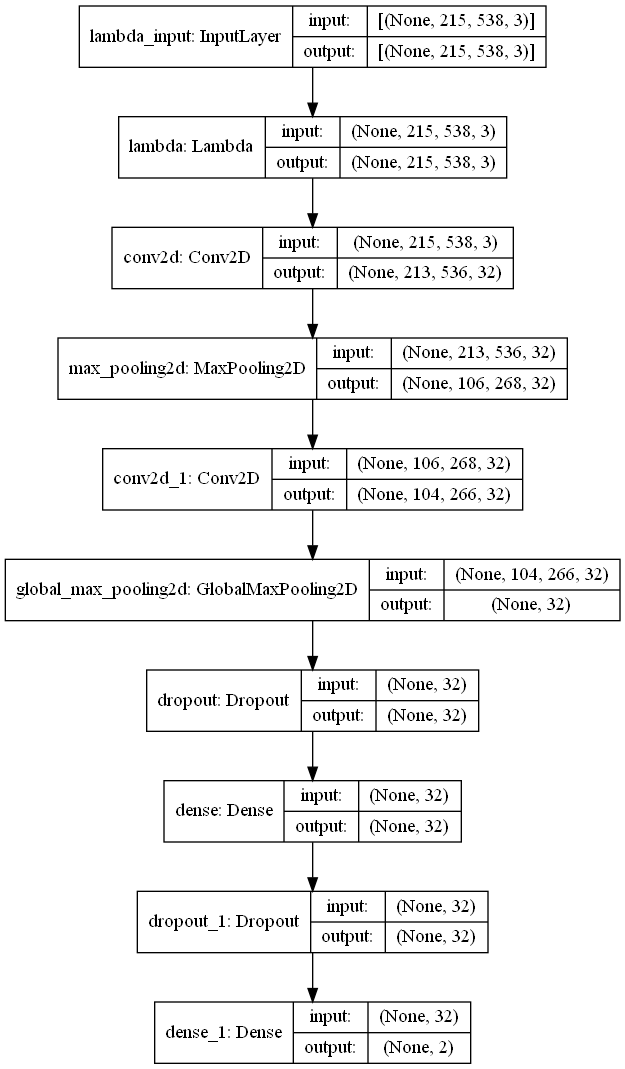 lambda_input: InputLayer
input: [(None, 215, 538, 3)]
output: [(None, 215, 538, 3)]
lambda: Lambda
input: (None, 215, 538, 3)
output: (None, 215, 538, 3)
conv2d: Conv2D
input: (None, 215, 538, 3)
output: (None, 213, 536, 32)
max_pooling2d: MaxPooling2D
input: (None, 213, 536, 32)
output: (None, 106, 268, 32)
conv2d_1: Conv2D
input: (None, 106, 268, 32)
output: (None, 104, 266, 32)
global_max_pooling2d: GlobalMaxPooling2D
input: (None, 104, 266, 32)
output: (None, 32)
dropout: Dropout
input: (None, 32)
output: (None, 32)
dense: Dense
input: (None, 32)
output: (None, 32)
dropout_1: Dropout
input: (None, 32)
output: (None, 32)
dense_1: Dense
input: (None, 32)
output: (None, 2)